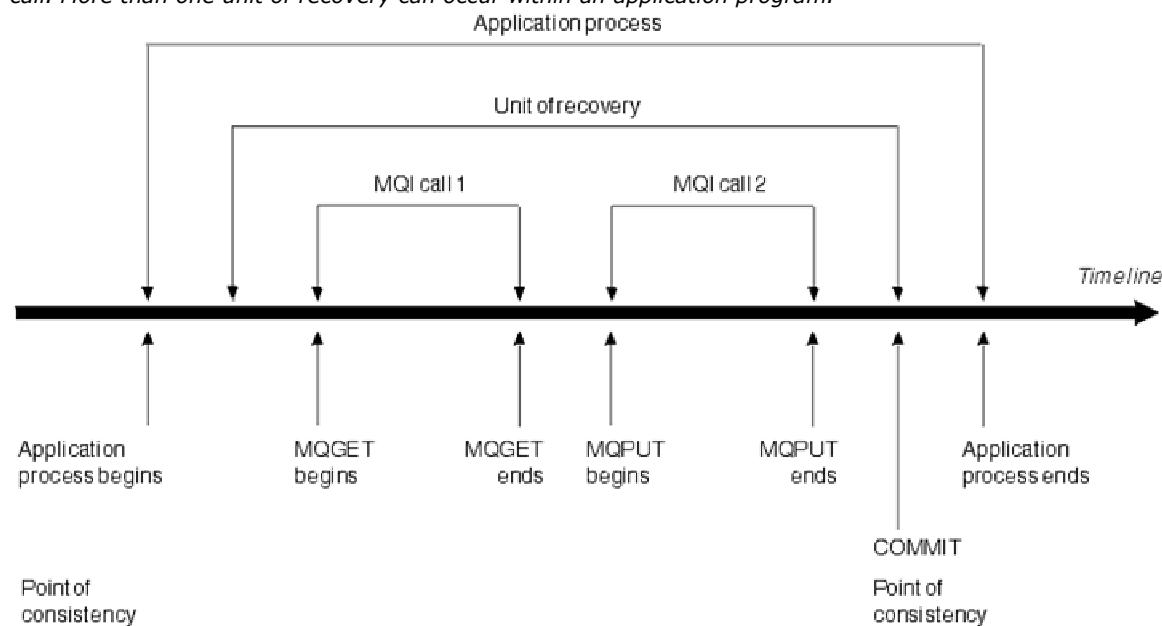 call. More than one unit of recovery can occur within an application program.
Application process
Unit of recovery
MQI call 1
MQI call 2
Timeline
Application
process begins
MQGET
begins
MQGET
ends
MQPUT
begins
MQPUT
ends
Application
process ends
COMMIT
Point of
consistency
Point of
consistency